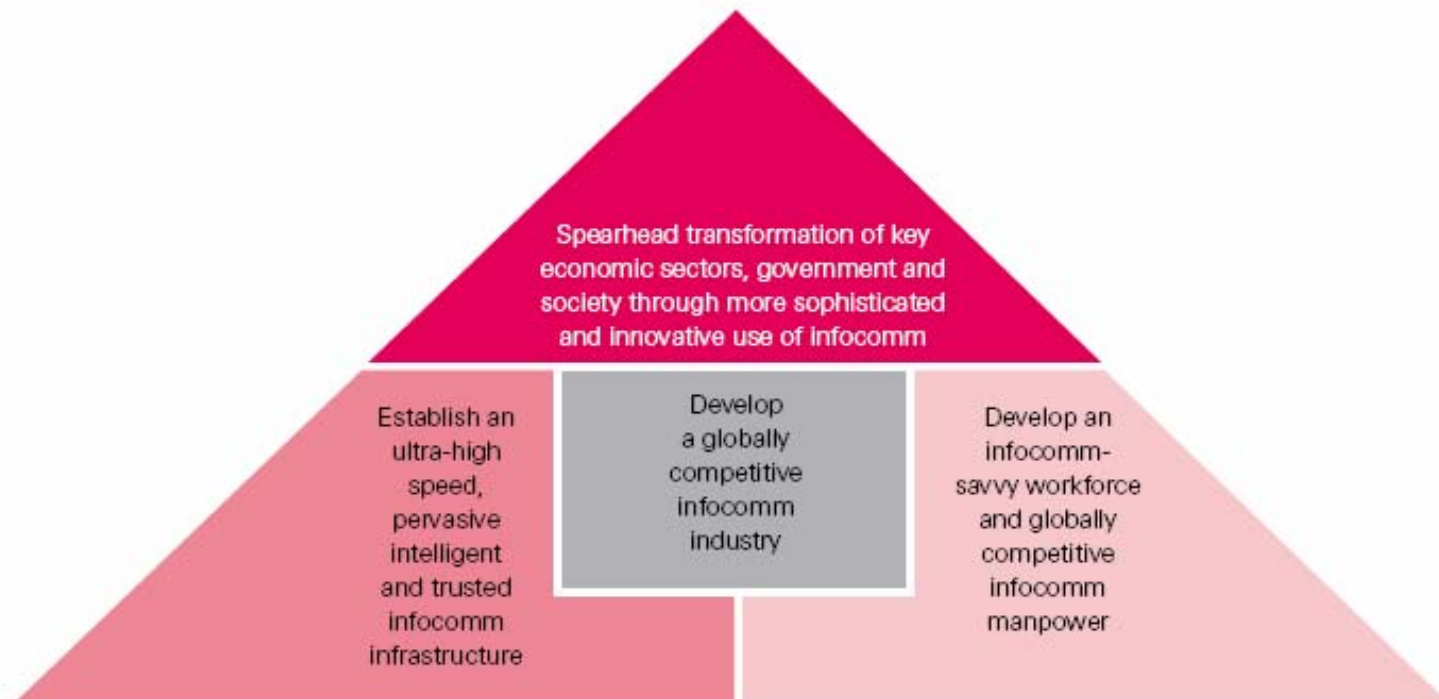 Spearhead transformation of key
economic sectors, government and
society through more sophisticated
and innovative use of infocomm
Establish an
ultra-high
speed,
pervasive
intelligent
and trusted
infocomm
infrastructure
Develop
a globally
competitive
infocomm
industry
Develop an
infocomm-
savvy workforce
and globally
competitive
infocomm
manpower